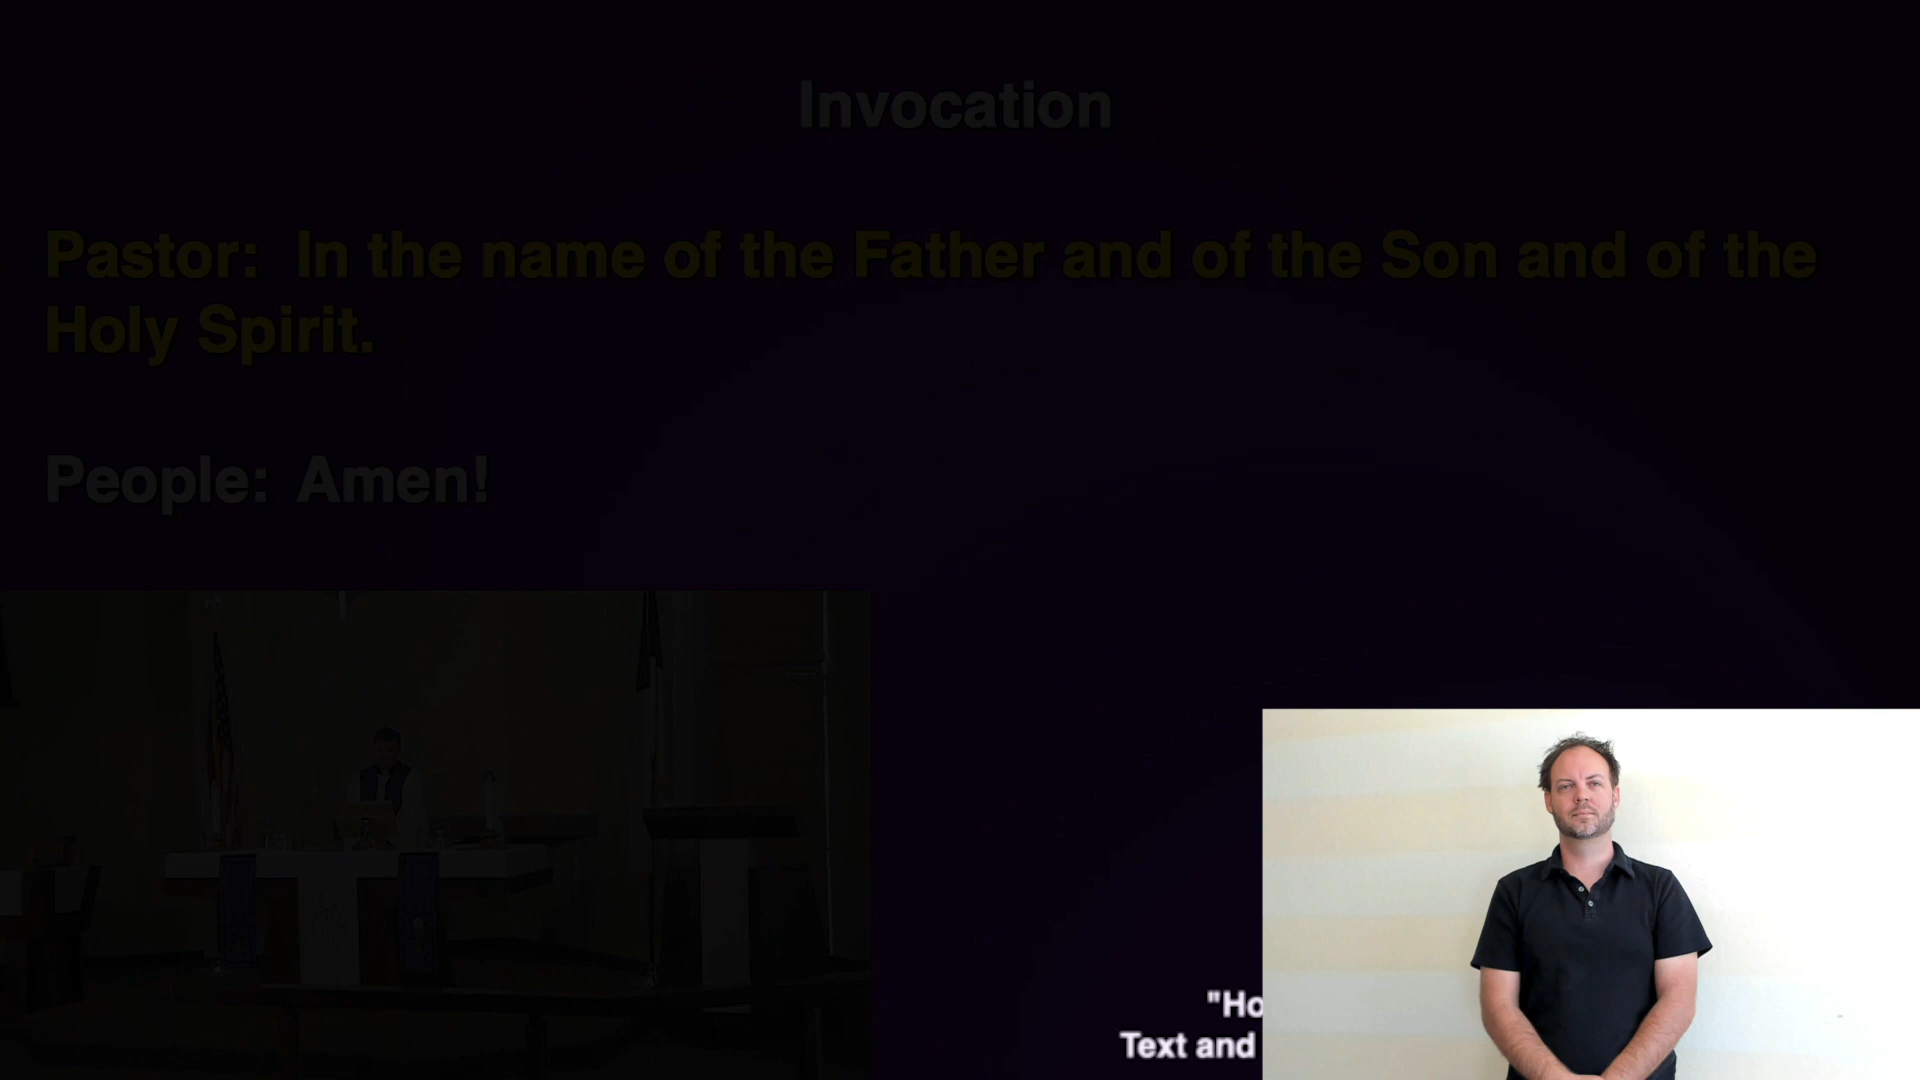 Invocation
Pastor: In the name of the Father and of the Son and of the
Holy Spirit.
People: Amen!
"Ho
Text and